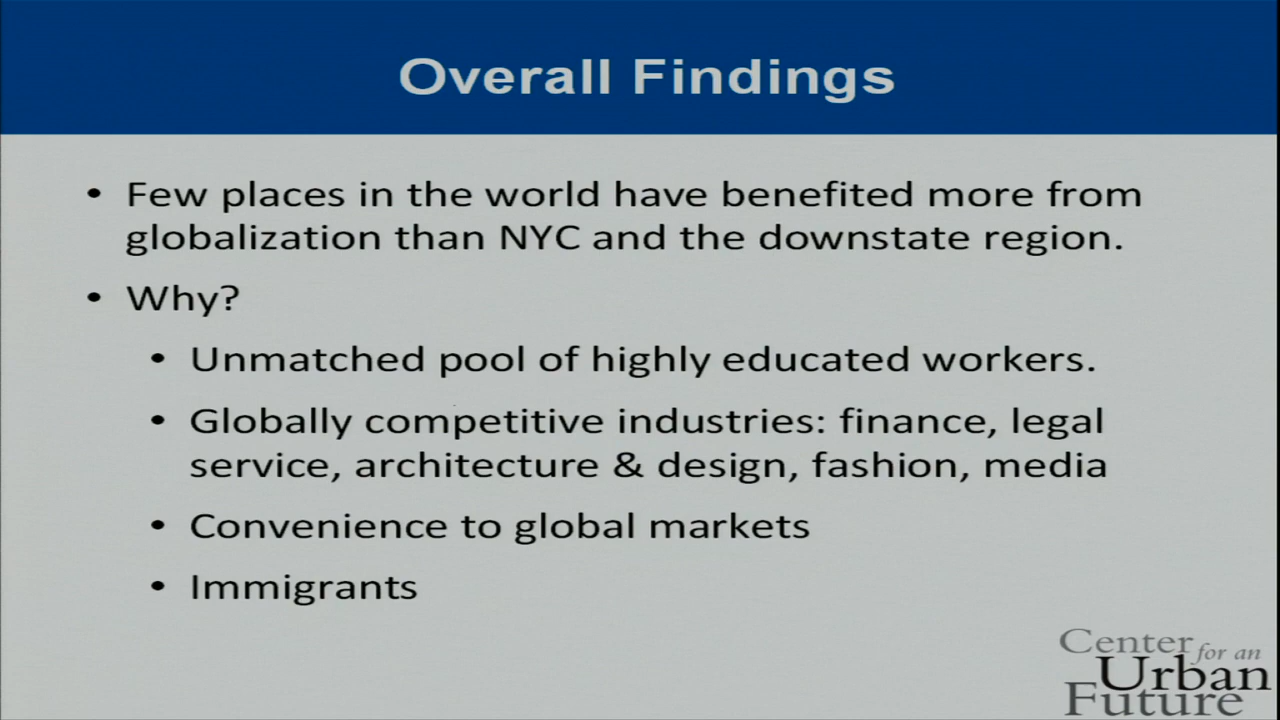 Overall Findings
• Few places in the world have benefited more from
globalization than NYC and the downstate region.
• Why?
• Unmatched pool of highly educated workers.
• Globally competitive industries: finance, legal
service, architecture & design, fashion, media
• Convenience to global markets
• Immigrants
Center for an
Urban
Future